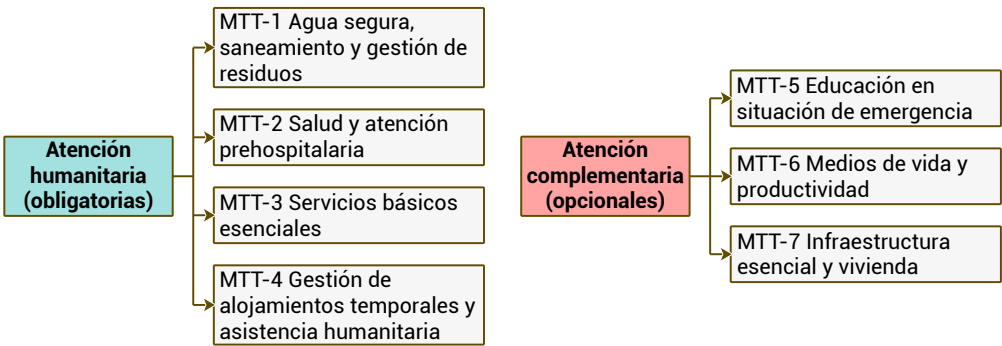 Atención
humanitaria
(obligatorias)
MTT-1 Agua segura,
saneamiento y gestión de
residuos
MTT-2 Salud y atención
prehospitalaria
MTT-3 Servicios básicos
esenciales
MTT-4 Gestión de
alojamientos temporales y
asistencia humanitaria
Atención
complementaria
(opcionales)
MTT-5 Educación en
situación de emergencia
MTT-6 Medios de vida y
productividad
MTT-7 Infraestructura
esencial y vivienda